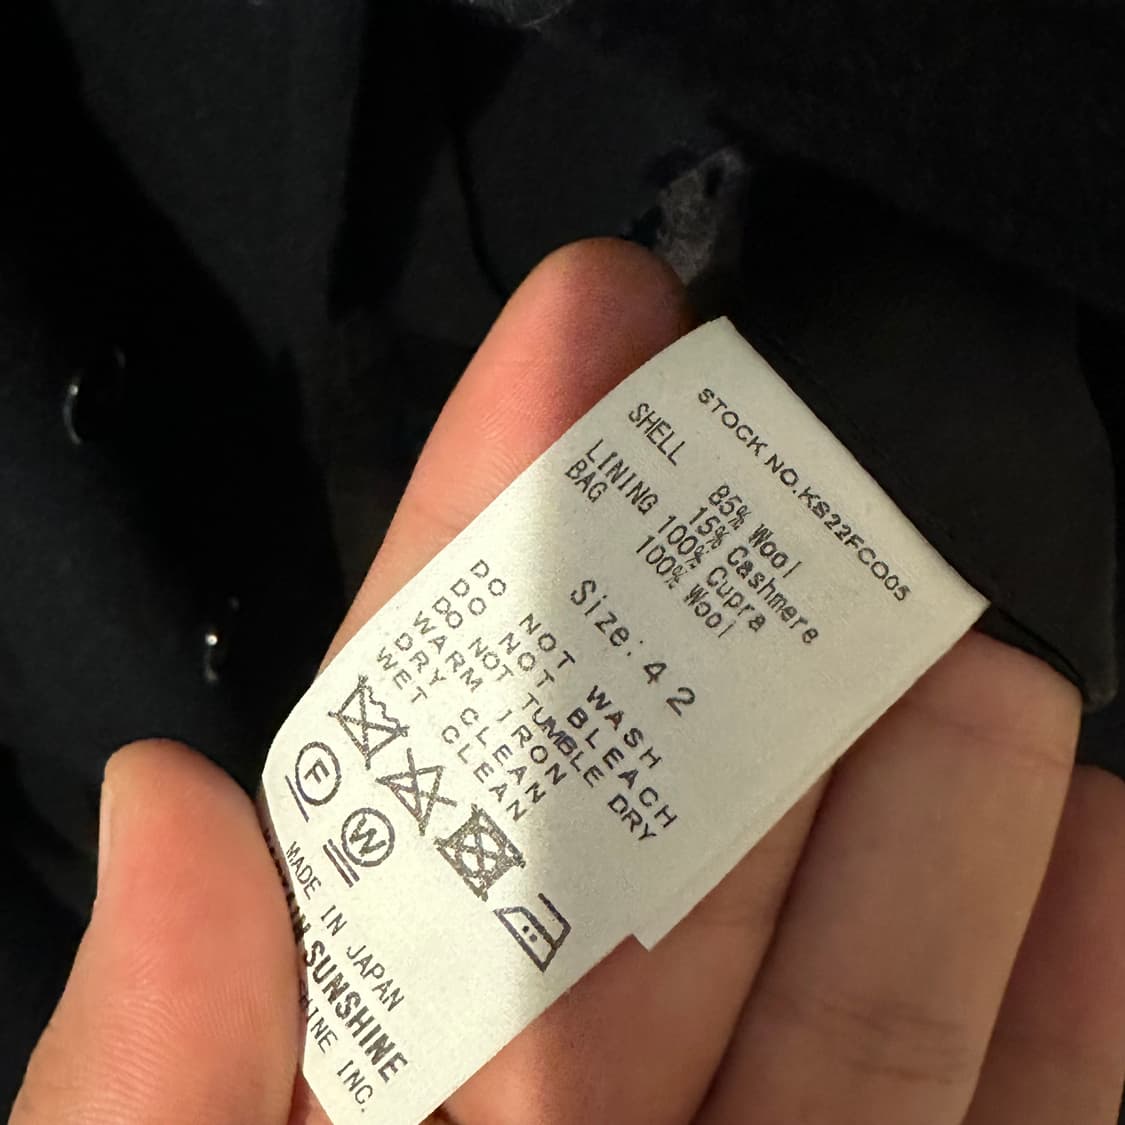 STOCK NO.KS22FCO05
SHELL 85% Wool
15% Cashmere
LINING 100% Cupra
BAG 100% Wool
Size: 42
DO NOT WASH
DO NOT BLEACH
DO NOT TUMBLE DRY
WARM IRON
DRY CLEAN
WET CLEAN
F
W
MADE IN JAPAN
SUNSHINE
INC.